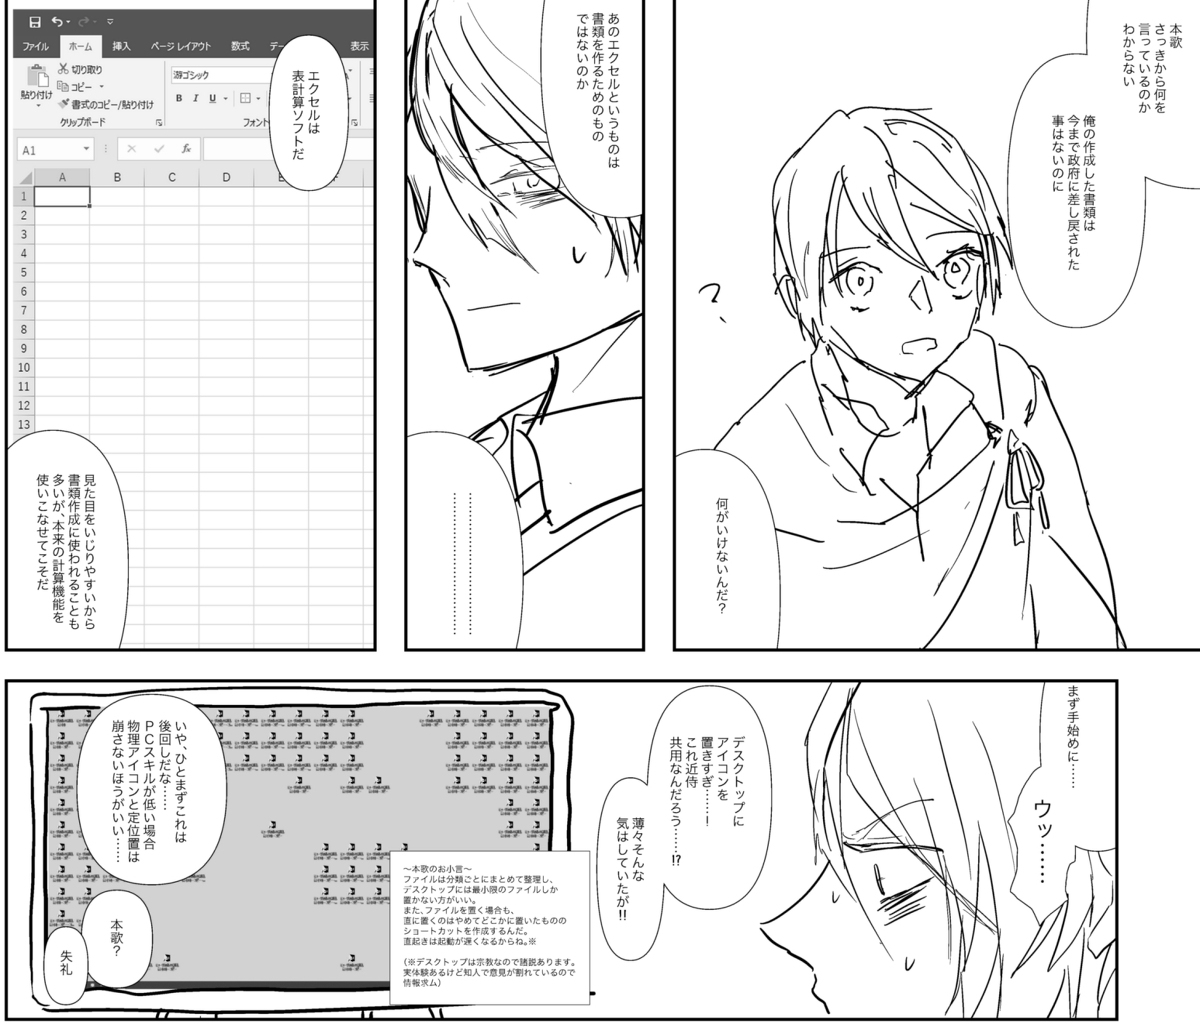 本歌
さっきから何を
言っているのか
わからない
俺の作成した書類は
今まで政府に差し戻された
事はないのに
?
何がいけないんだ？
あのエクセルというものは
書類を作るためのもの
ではないのか
…………………
エクセルは
表計算ソフトだ
ファイル ホーム 挿入 ページ レイアウト 数式 デー 表示
貼り付け
切り取り
コピー
書式のコピー/貼り付け
クリップボード
游ゴシック
B I U
フォント
A1
fx
A B C D E
1
2
3
4
5
6
7
8
9
10
11
12
13
見た目をいじりやすいから
書類作成に使われることも
多いが、本来の計算機能を
使いこなせてこそだ
まず手始めに……
ウッ……
デスクトップに
アイコンを
置きすぎ……！
これ近侍
共用なんだろう……!?
薄々そんな
気はしていたが!!
いや、ひとまずこれは
後回しだな……
ＰＣスキルが低い場合
物理アイコンと定位置は
崩さないほうがいい……
本歌？
失礼
〜本歌のお小言〜
ファイルは分類ごとにまとめて整理し、
デスクトップには最小限のファイルしか
置かない方がいい。
また、ファイルを置く場合も、
直に置くのはやめてどこかに置いたものの
ショートカットを作成するんだ。
直起きは起動が遅くなるからね。※
（※デスクトップは宗教なので諸説あります。
実体験あるけど知人で意見が割れているので
情報求ム）